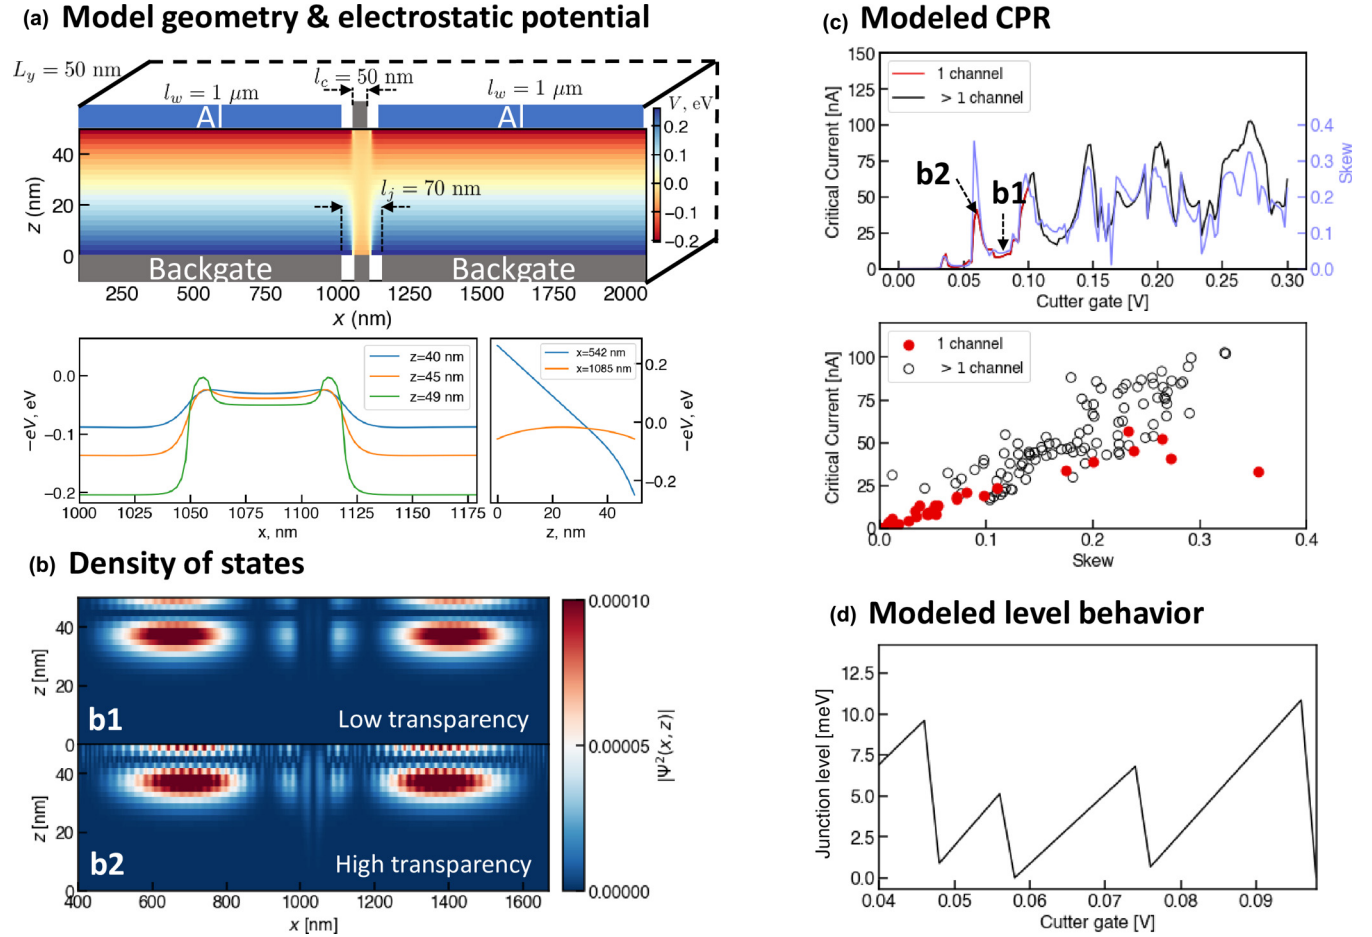 (a) Model geometry & electrostatic potential
L_y = 50 nm
l_c = 50 nm
l_w = 1 μm
l_w = 1 μm
Al
Al
V, eV
0.2
0.1
0.0
−0.1
−0.2
l_j = 70 nm
z (nm)
40
20
0
Backgate
Backgate
250 500 750 1000 1250 1500 1750 2000
x (nm)
z=40 nm
z=45 nm
z=49 nm
−eV, eV
0.0
−0.1
−0.2
1000 1025 1050 1075 1100 1125 1150 1175
x, nm
x=542 nm
x=1085 nm
0.2
0.0
−0.2
−eV, eV
0 20 40
z, nm
(b) Density of states
z [nm]
40
20
0
b1
Low transparency
z [nm]
40
20
0
b2
High transparency
400 600 800 1000 1200 1400 1600
x [nm]
0.00010
0.00005
0.00000
|Ψ²(x, z)|
(c) Modeled CPR
Critical Current [nA]
150
125
100
75
50
25
0
1 channel
> 1 channel
b2
b1
0.4
0.3
0.2
0.1
0.0
Skew
0.00 0.05 0.10 0.15 0.20 0.25 0.30
Cutter gate [V]
Critical Current [nA]
100
75
50
25
0
1 channel
> 1 channel
0.0 0.1 0.2 0.3 0.4
Skew
(d) Modeled level behavior
Junction level [meV]
12.5
10.0
7.5
5.0
2.5
0.0
0.04 0.05 0.06 0.07 0.08 0.09
Cutter gate [V]